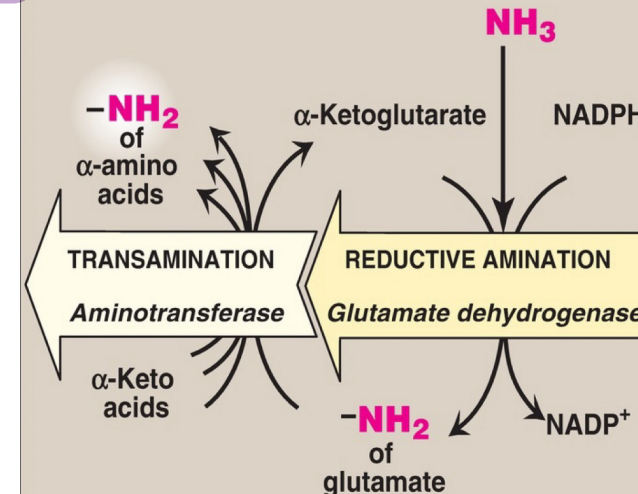 NH3
–NH2
of
α-amino
acids
α-Ketoglutarate
NADPH
TRANSAMINATION
Aminotransferase
REDUCTIVE AMINATION
Glutamate dehydrogenase
α-Keto
acids
–NH2
of
glutamate
NADP+